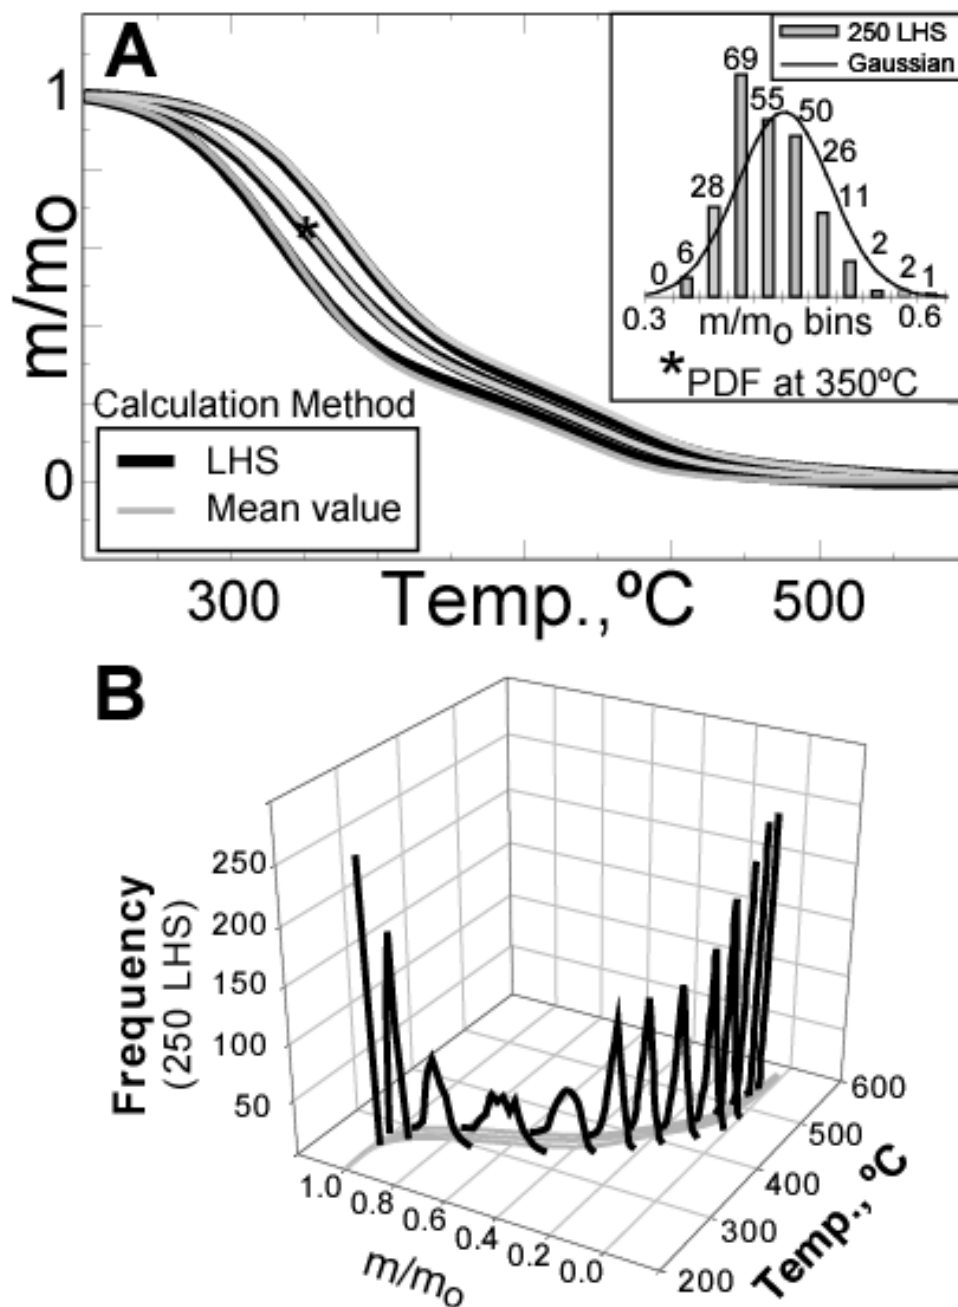 A
250 LHS
Gaussian
69
55
50
28
26
11
6
0
2
2
1
0.3
m/mo bins
0.6
*PDF at 350ºC
1
m/mo
0
Calculation Method
LHS
Mean value
*
300
Temp.,ºC
500
B
Frequency
(250 LHS)
250
200
150
100
50
1.0
0.8
0.6
0.4
0.2
0.0
m/mo
200
300
400
500
600
Temp., ºC